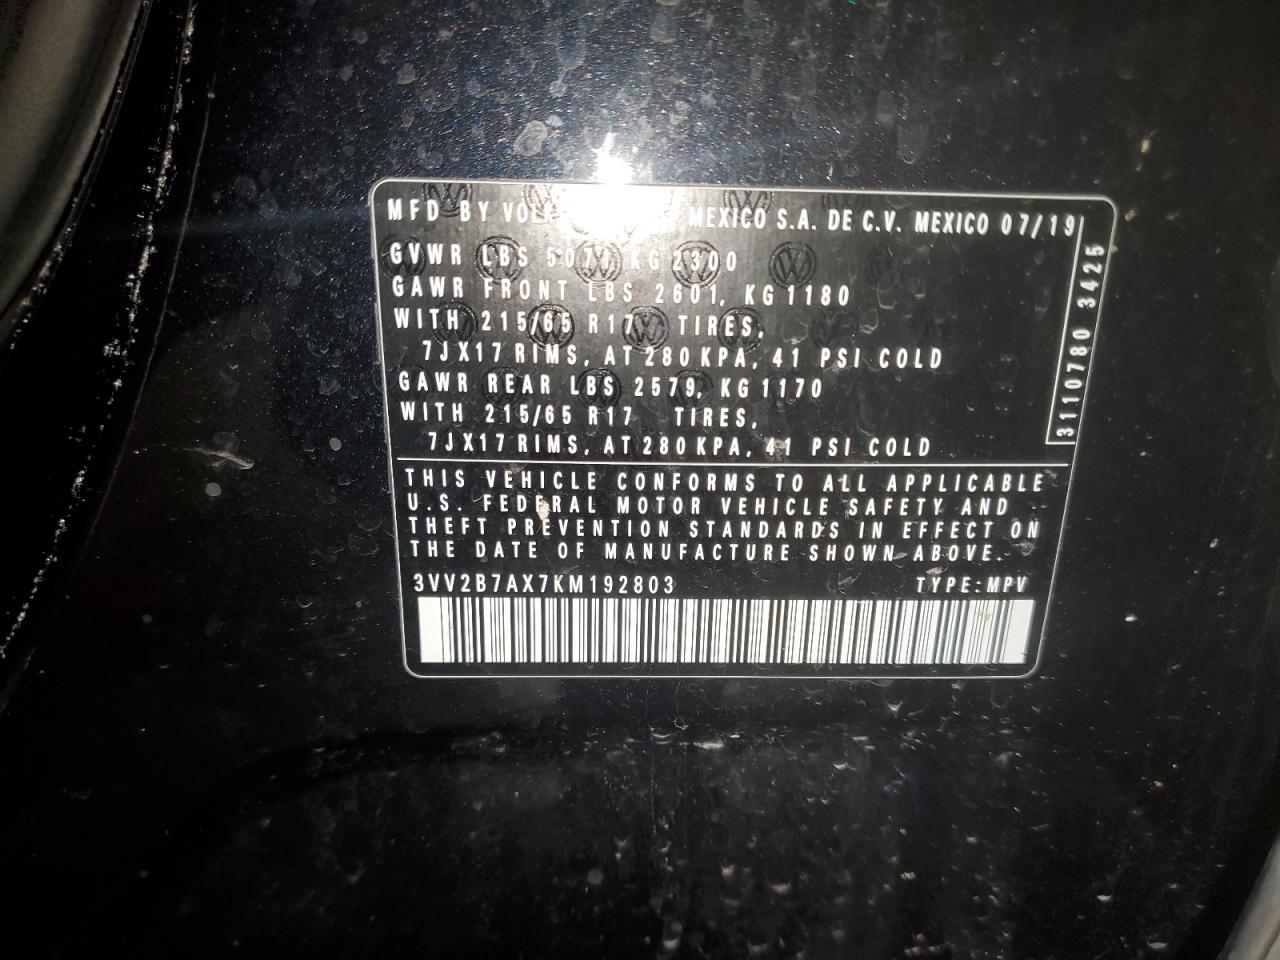 MFD BY MEXICO S.A. DE C.V. MEXICO 07/19
GVWR LBS 5071, KG 2300
GAWR FRONT LBS 2601, KG 1180
WITH 215/65 R17 TIRES,
7JX17 RIMS, AT 280 KPA, 41 PSI COLD
GAWR REAR LBS 2579, KG 1170
WITH 215/65 R17 TIRES,
7JX17 RIMS, AT 280 KPA, 41 PSI COLD
3110780 3425
THIS VEHICLE CONFORMS TO ALL APPLICABLE
U.S. FEDERAL MOTOR VEHICLE SAFETY AND
THEFT PREVENTION STANDARDS IN EFFECT ON
THE DATE OF MANUFACTURE SHOWN ABOVE.
3VV2B7AX7KM192803 TYPE: MPV